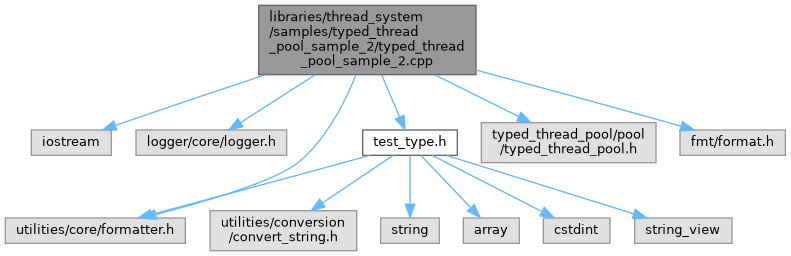 libraries/thread_system
/samples/typed_thread
_pool_sample_2/typed_thread
_pool_sample_2.cpp
iostream
logger/core/logger.h
test_type.h
typed_thread_pool/pool
/typed_thread_pool.h
fmt/format.h
utilities/core/formatter.h
utilities/conversion
/convert_string.h
string
array
cstdint
string_view